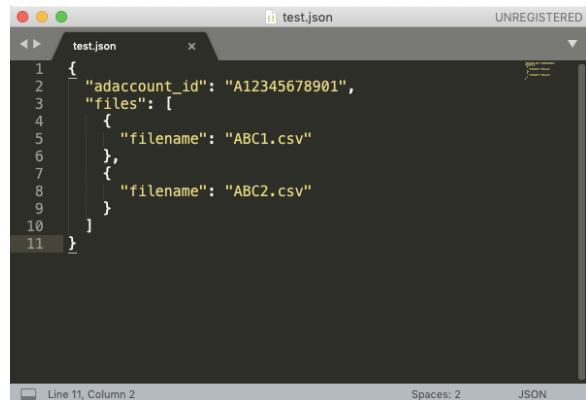 test.json
UNREGISTERED
test.json ×
1 {
2   "adaccount_id": "A12345678901",
3   "files": [
4     {
5       "filename": "ABC1.csv"
6     },
7     {
8       "filename": "ABC2.csv"
9     }
10   ]
11 }
Line 11, Column 2
Spaces: 2
JSON